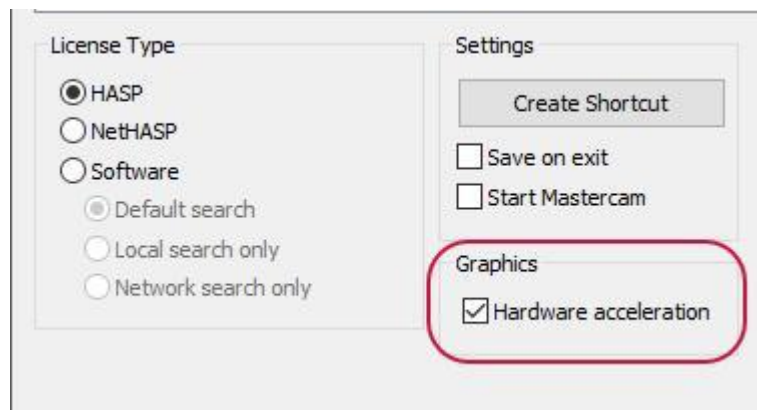 License Type
HASP
NetHASP
Software
Default search
Local search only
Network search only
Settings
Create Shortcut
Save on exit
Start Mastercam
Graphics
Hardware acceleration